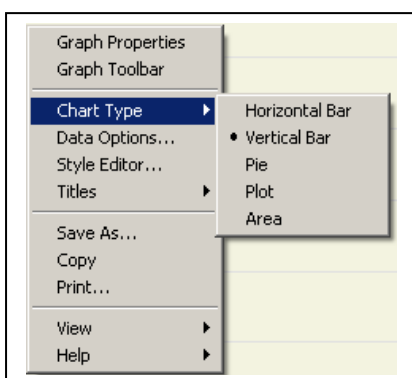 Graph Properties
Graph Toolbar
Chart Type
Data Options...
Style Editor...
Titles
Save As...
Copy
Print...
View
Help
Horizontal Bar
Vertical Bar
Pie
Plot
Area